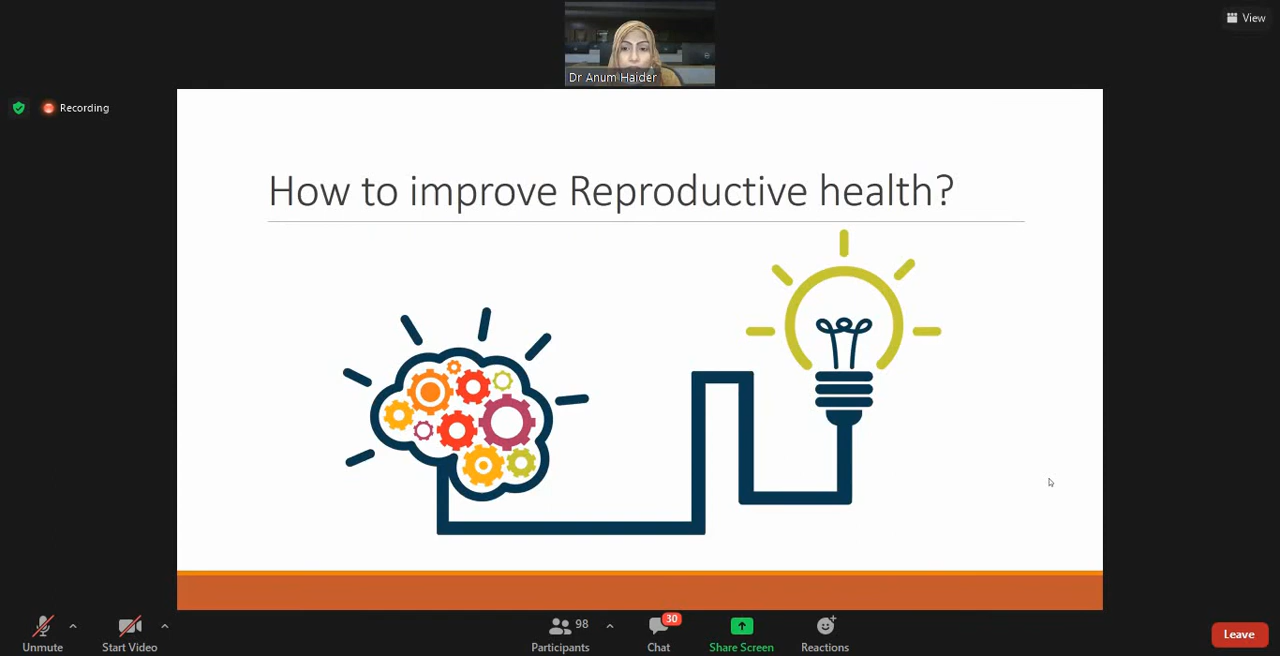 View
Dr Anum Haider
Recording
How to improve Reproductive health?
98
30
Unmute
Start Video
Participants
Chat
Share Screen
Reactions
Leave